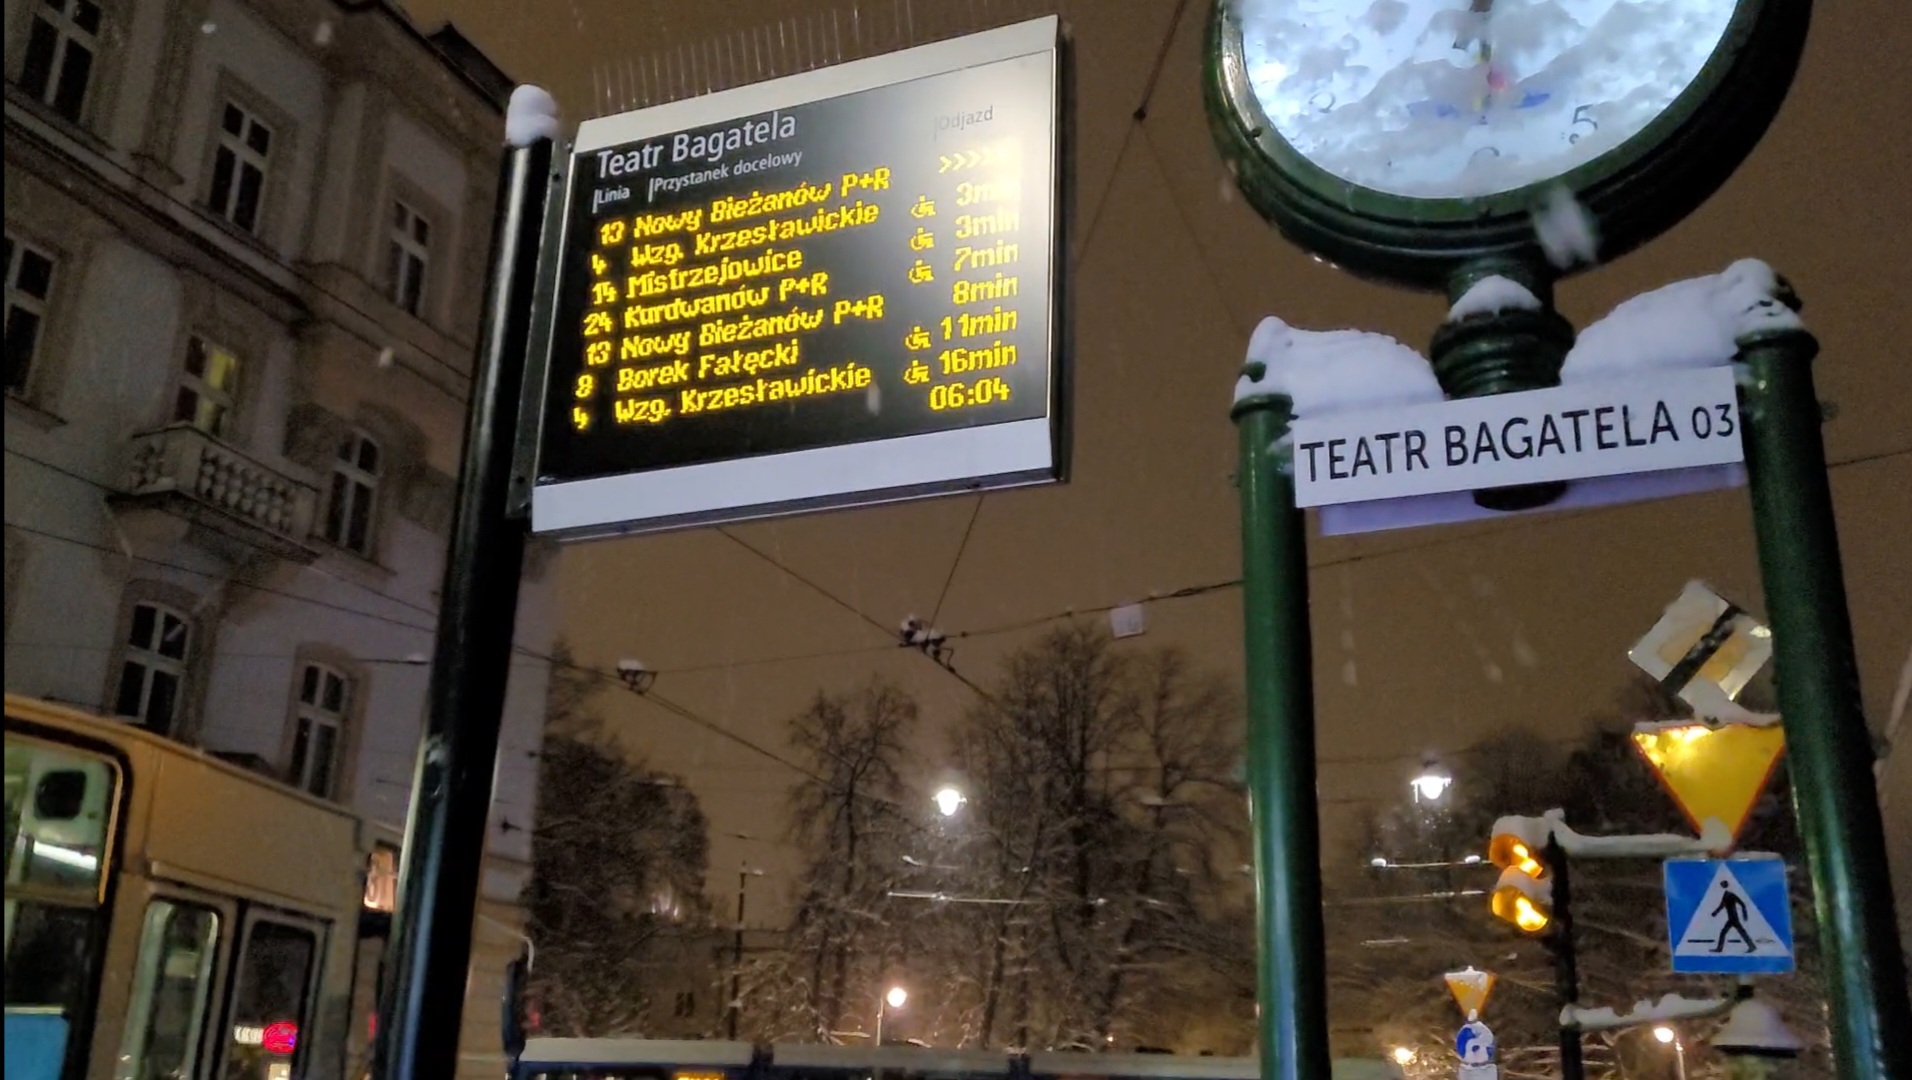 Teatr Bagatela
Linia Przystanek docelowy Odjazd
13 Nowy Bieżanów P+R >>>>
4 Wzg. Krzesławickie 3min
14 Mistrzejowice 3min
24 Kurdwanów P+R 7min
13 Nowy Bieżanów P+R 8min
8 Borek Fałęcki 11min
4 Wzg. Krzesławickie 16min
06:04
5
TEATR BAGATELA 03